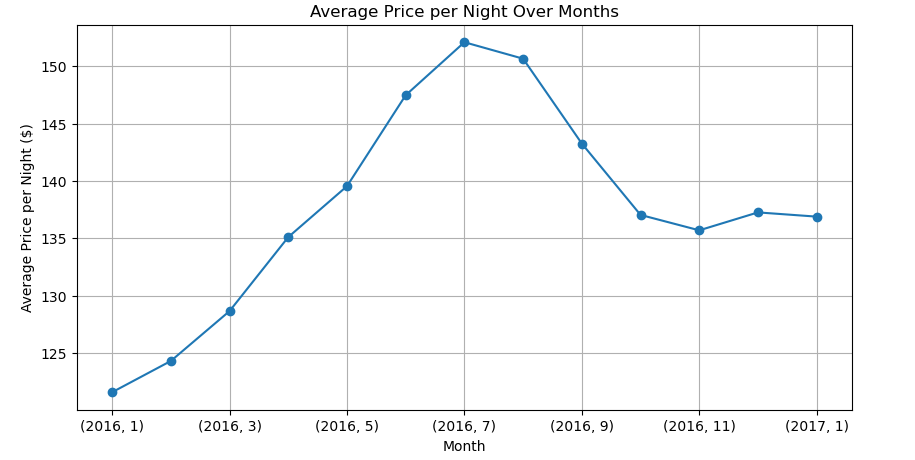 Average Price per Night Over Months
Average Price per Night ($)
150
145
140
135
130
125
(2016, 1) (2016, 3) (2016, 5) (2016, 7) (2016, 9) (2016, 11) (2017, 1)
Month